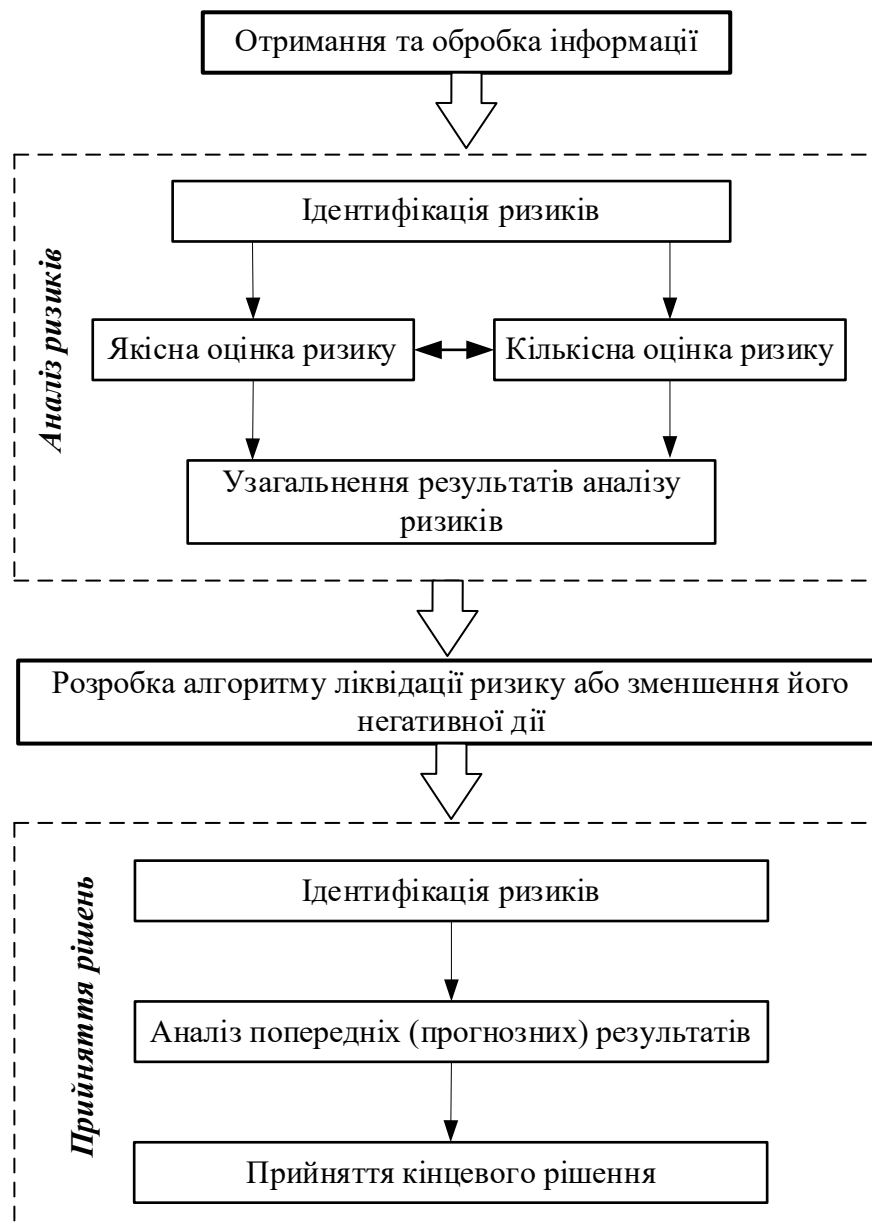 Отримання та обробка інформації
Аналіз ризиків
Ідентифікація ризиків
Якісна оцінка ризику
Кількісна оцінка ризику
Узагальнення результатів аналізу
ризиків
Розробка алгоритму ліквідації ризику або зменшення його
негативної дії
Прийняття рішень
Ідентифікація ризиків
Аналіз попередніх (прогнозних) результатів
Прийняття кінцевого рішення